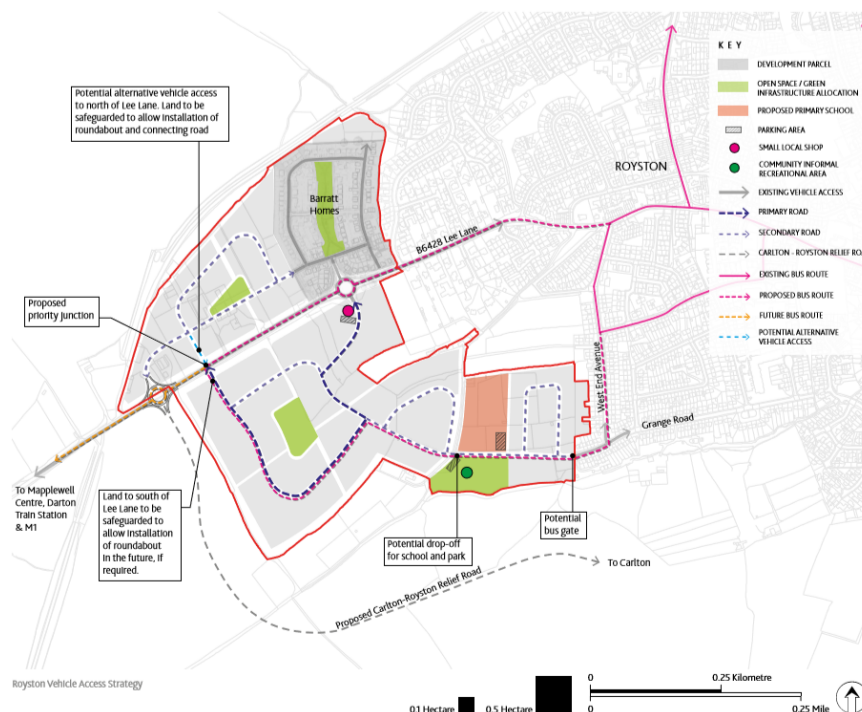 Potential alternative vehicle access
to north of Lee Lane. Land to be
safeguarded to allow installation of
roundabout and connecting road
Barratt
Homes
ROYSTON
B6428 Lee Lane
Proposed
priority junction
West End Avenue
Grange Road
To Mapplewell
Centre, Darton
Train Station
& M1
Land to south of
Lee Lane to be
safeguarded to
allow installation
of roundabout
in the future, if
required.
Potential drop-off
for school and park
Potential
bus gate
To Carlton
Proposed Carlton-Royston Relief Road
KEY
DEVELOPMENT PARCEL
OPEN SPACE / GREEN
INFRASTRUCTURE ALLOCATION
PROPOSED PRIMARY SCHOOL
PARKING AREA
SMALL LOCAL SHOP
COMMUNITY INFORMAL
RECREATIONAL AREA
EXISTING VEHICLE ACCESS
PRIMARY ROAD
SECONDARY ROAD
CARLTON - ROYSTON RELIEF RO
EXISTING BUS ROUTE
PROPOSED BUS ROUTE
FUTURE BUS ROUTE
POTENTIAL ALTERNATIVE
VEHICLE ACCESS
Royston Vehicle Access Strategy
0.1 Hectare
0.5 Hectare
0
0.25 Kilometre
0
0.25 Mile